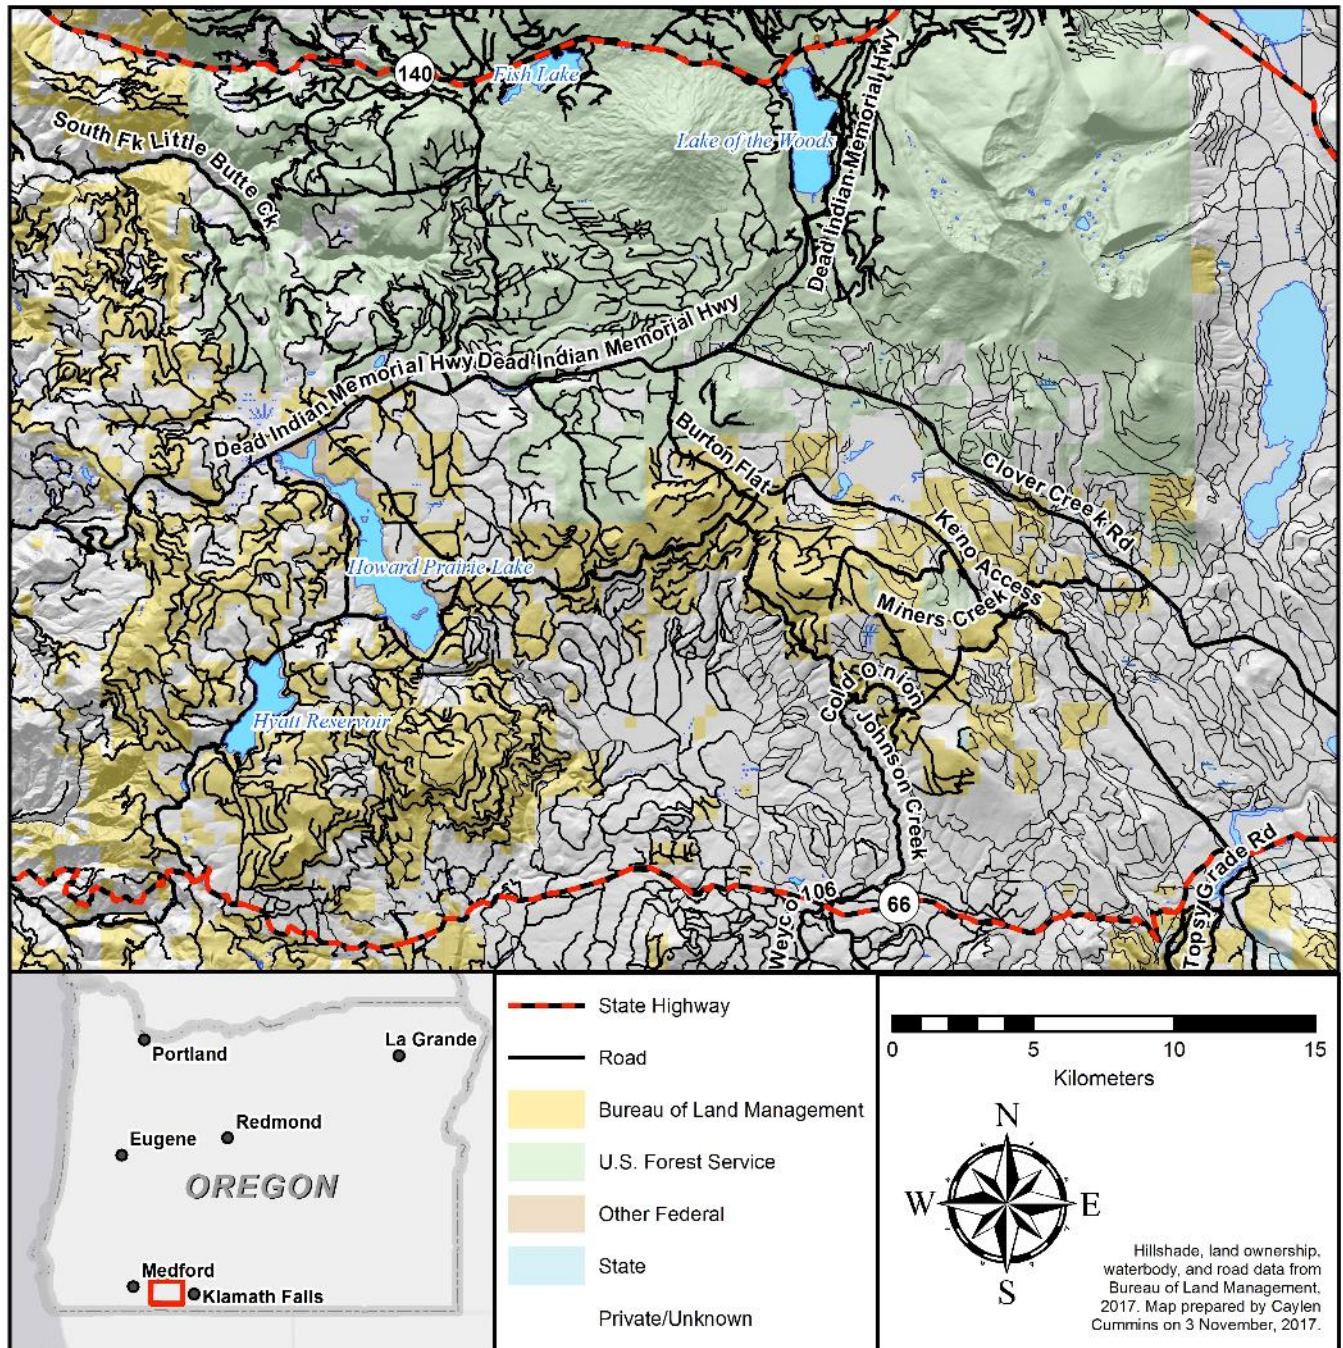 140
Fish Lake
Lake of the Woods
Dead Indian Memorial Hwy
South Fk Little Butte Ck
Dead Indian Memorial Hwy
Dead Indian Memorial Hwy
Burton Flat
Clover Creek Rd
Keno Access
Miners Creek
Howard Prairie Lake
Hyatt Reservoir
Cold Onion
Johnson Creek
Topsy Grade Rd
Weyco 106
66
Portland
La Grande
Redmond
Eugene
OREGON
Medford
Klamath Falls
State Highway
Road
Bureau of Land Management
U.S. Forest Service
Other Federal
State
Private/Unknown
0 5 10 15
Kilometers
N
W E
S
Hillshade, land ownership,
waterbody, and road data from
Bureau of Land Management,
2017. Map prepared by Caylen
Cummins on 3 November, 2017.